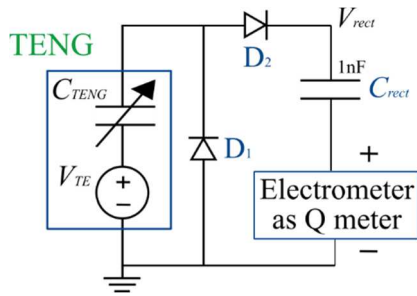 TENG
C_TENG
V_TE
+
−
D₁
D₂
V_rect
1nF
C_rect
+
Electrometer
as Q meter
−